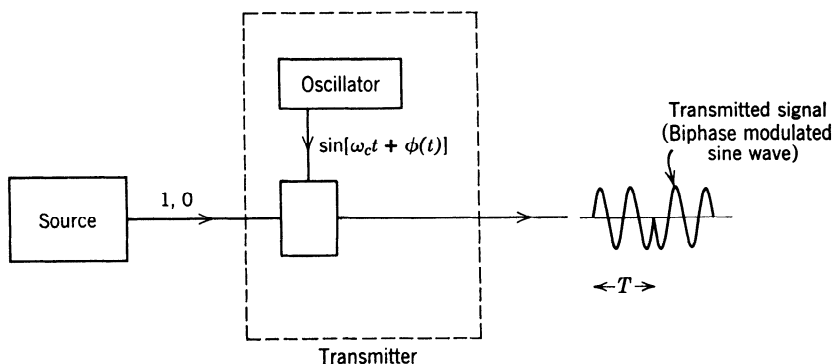 Oscillator
Transmitted signal
(Biphase modulated
sine wave)
sin[ω_c t + ϕ(t)]
1, 0
Source
T
Transmitter